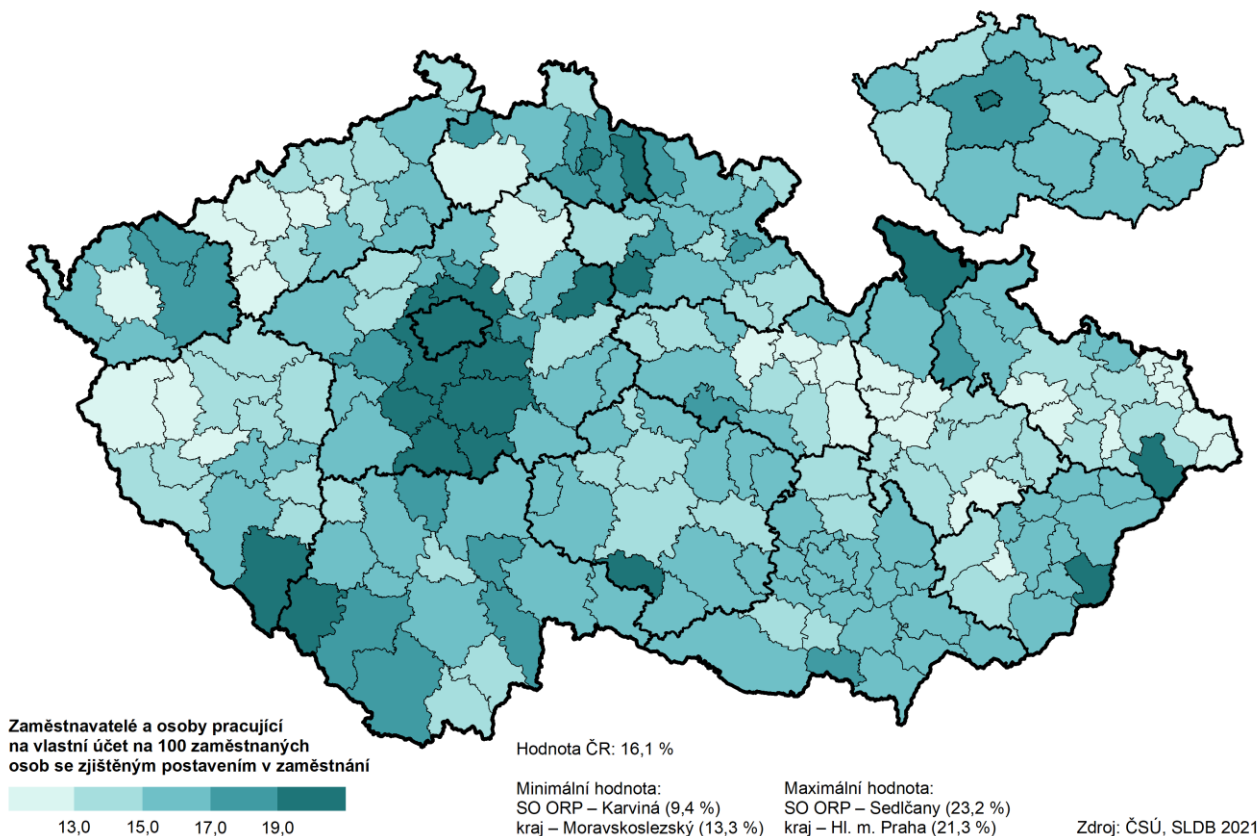 Zaměstnavatelé a osoby pracující
na vlastní účet na 100 zaměstnaných
osob se zjištěným postavením v zaměstnání
13,0 15,0 17,0 19,0
Hodnota ČR: 16,1 %
Minimální hodnota:
SO ORP – Karviná (9,4 %)
kraj – Moravskoslezský (13,3 %)
Maximální hodnota:
SO ORP – Sedlčany (23,2 %)
kraj – Hl. m. Praha (21,3 %)
Zdroj: ČSÚ, SLDB 2021